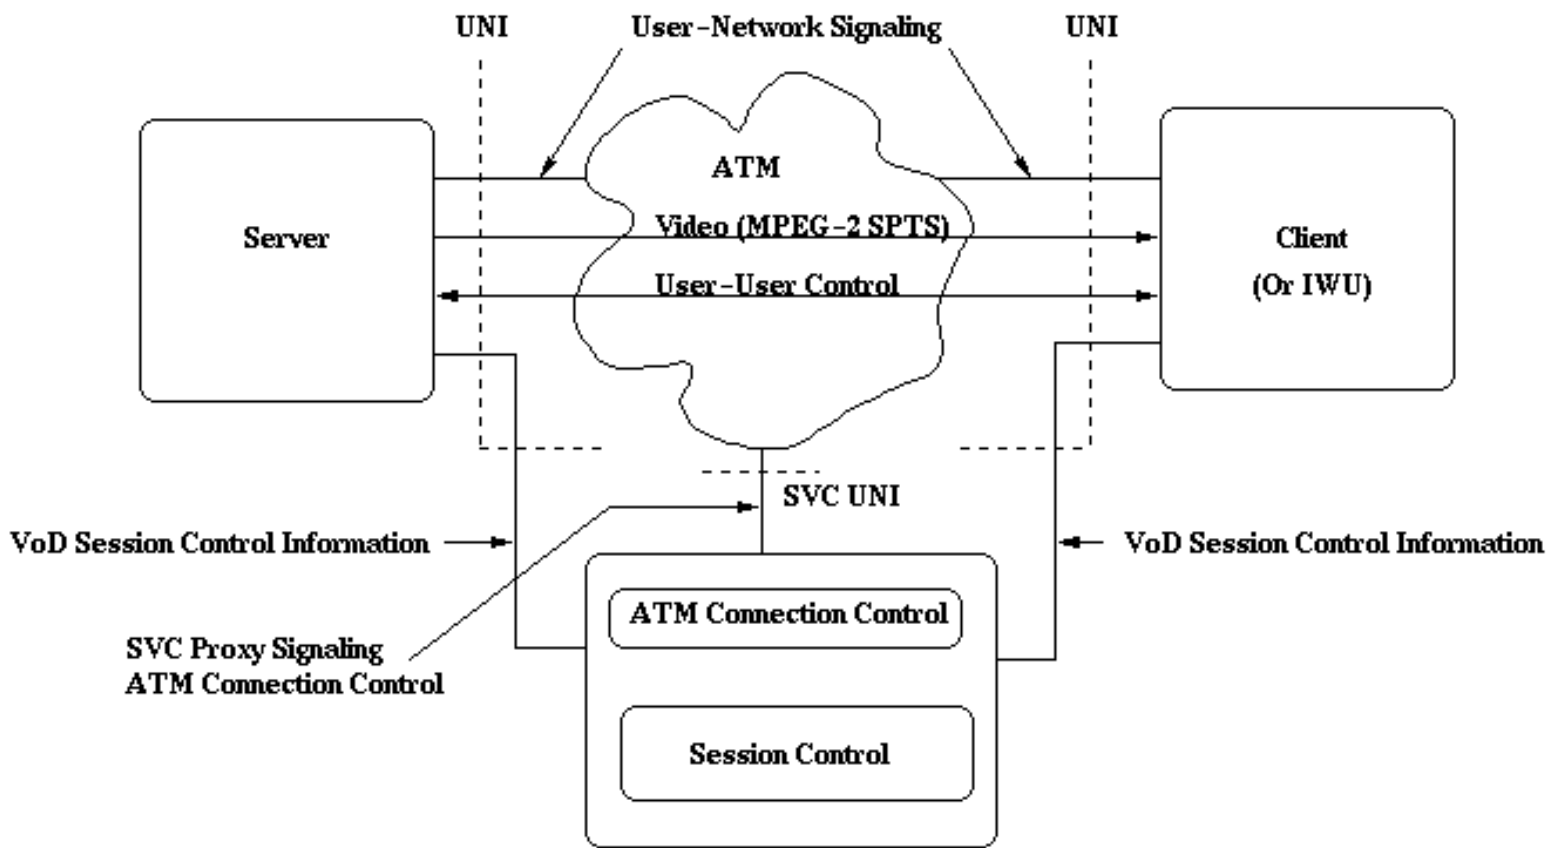 UNI
User-Network Signaling
UNI
ATM
Server
Video (MPEG-2 SPTS)
Client
(Or IWU)
User-User Control
SVC UNI
VoD Session Control Information
VoD Session Control Information
ATM Connection Control
SVC Proxy Signaling
ATM Connection Control
Session Control